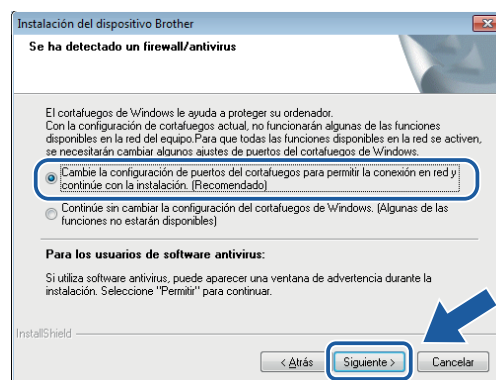 Instalación del dispositivo Brother
Se ha detectado un firewall/antivirus
El cortafuegos de Windows le ayuda a proteger su ordenador.
Con la configuración de cortafuegos actual, no funcionarán algunas de las funciones
disponibles en la red del equipo.Para que todas las funciones disponibles en la red se activen,
se necesitarán cambiar algunos ajustes de puertos del cortafuegos de Windows.
Cambie la configuración de puertos del cortafuegos para permitir la conexión en red y
continúe con la instalación. (Recomendado)
Continúe sin cambiar la configuración del cortafuegos de Windows. (Algunas de las
funciones no estarán disponibles)
Para los usuarios de software antivirus:
Si utiliza software antivirus, puede aparecer una ventana de advertencia durante la
instalación. Seleccione "Permitir" para continuar.
InstallShield
< Atrás Siguiente > Cancelar